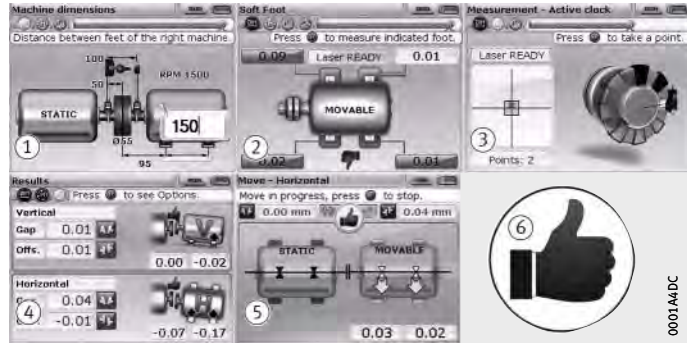 Machine dimensions
Distance between feet of the right machine.
100
50
RPM 1500
STATIC
150
Ø55
95
1
Soft Foot
Press to measure indicated foot.
0.09
Laser READY
0.01
MOVABLE
0.02
0.01
2
Measurement - Active clock
Press to take a point.
Laser READY
Points: 2
3
Results
Press to see Options.
Vertical
Gap 0.01
Offs. 0.01
0.00 -0.02
Horizontal
0.04
-0.01
-0.07 -0.17
4
Move - Horizontal
Move in progress, press to stop.
0.00 mm
0.04 mm
STATIC
MOVABLE
0.03 0.02
5
6
0001A4DC